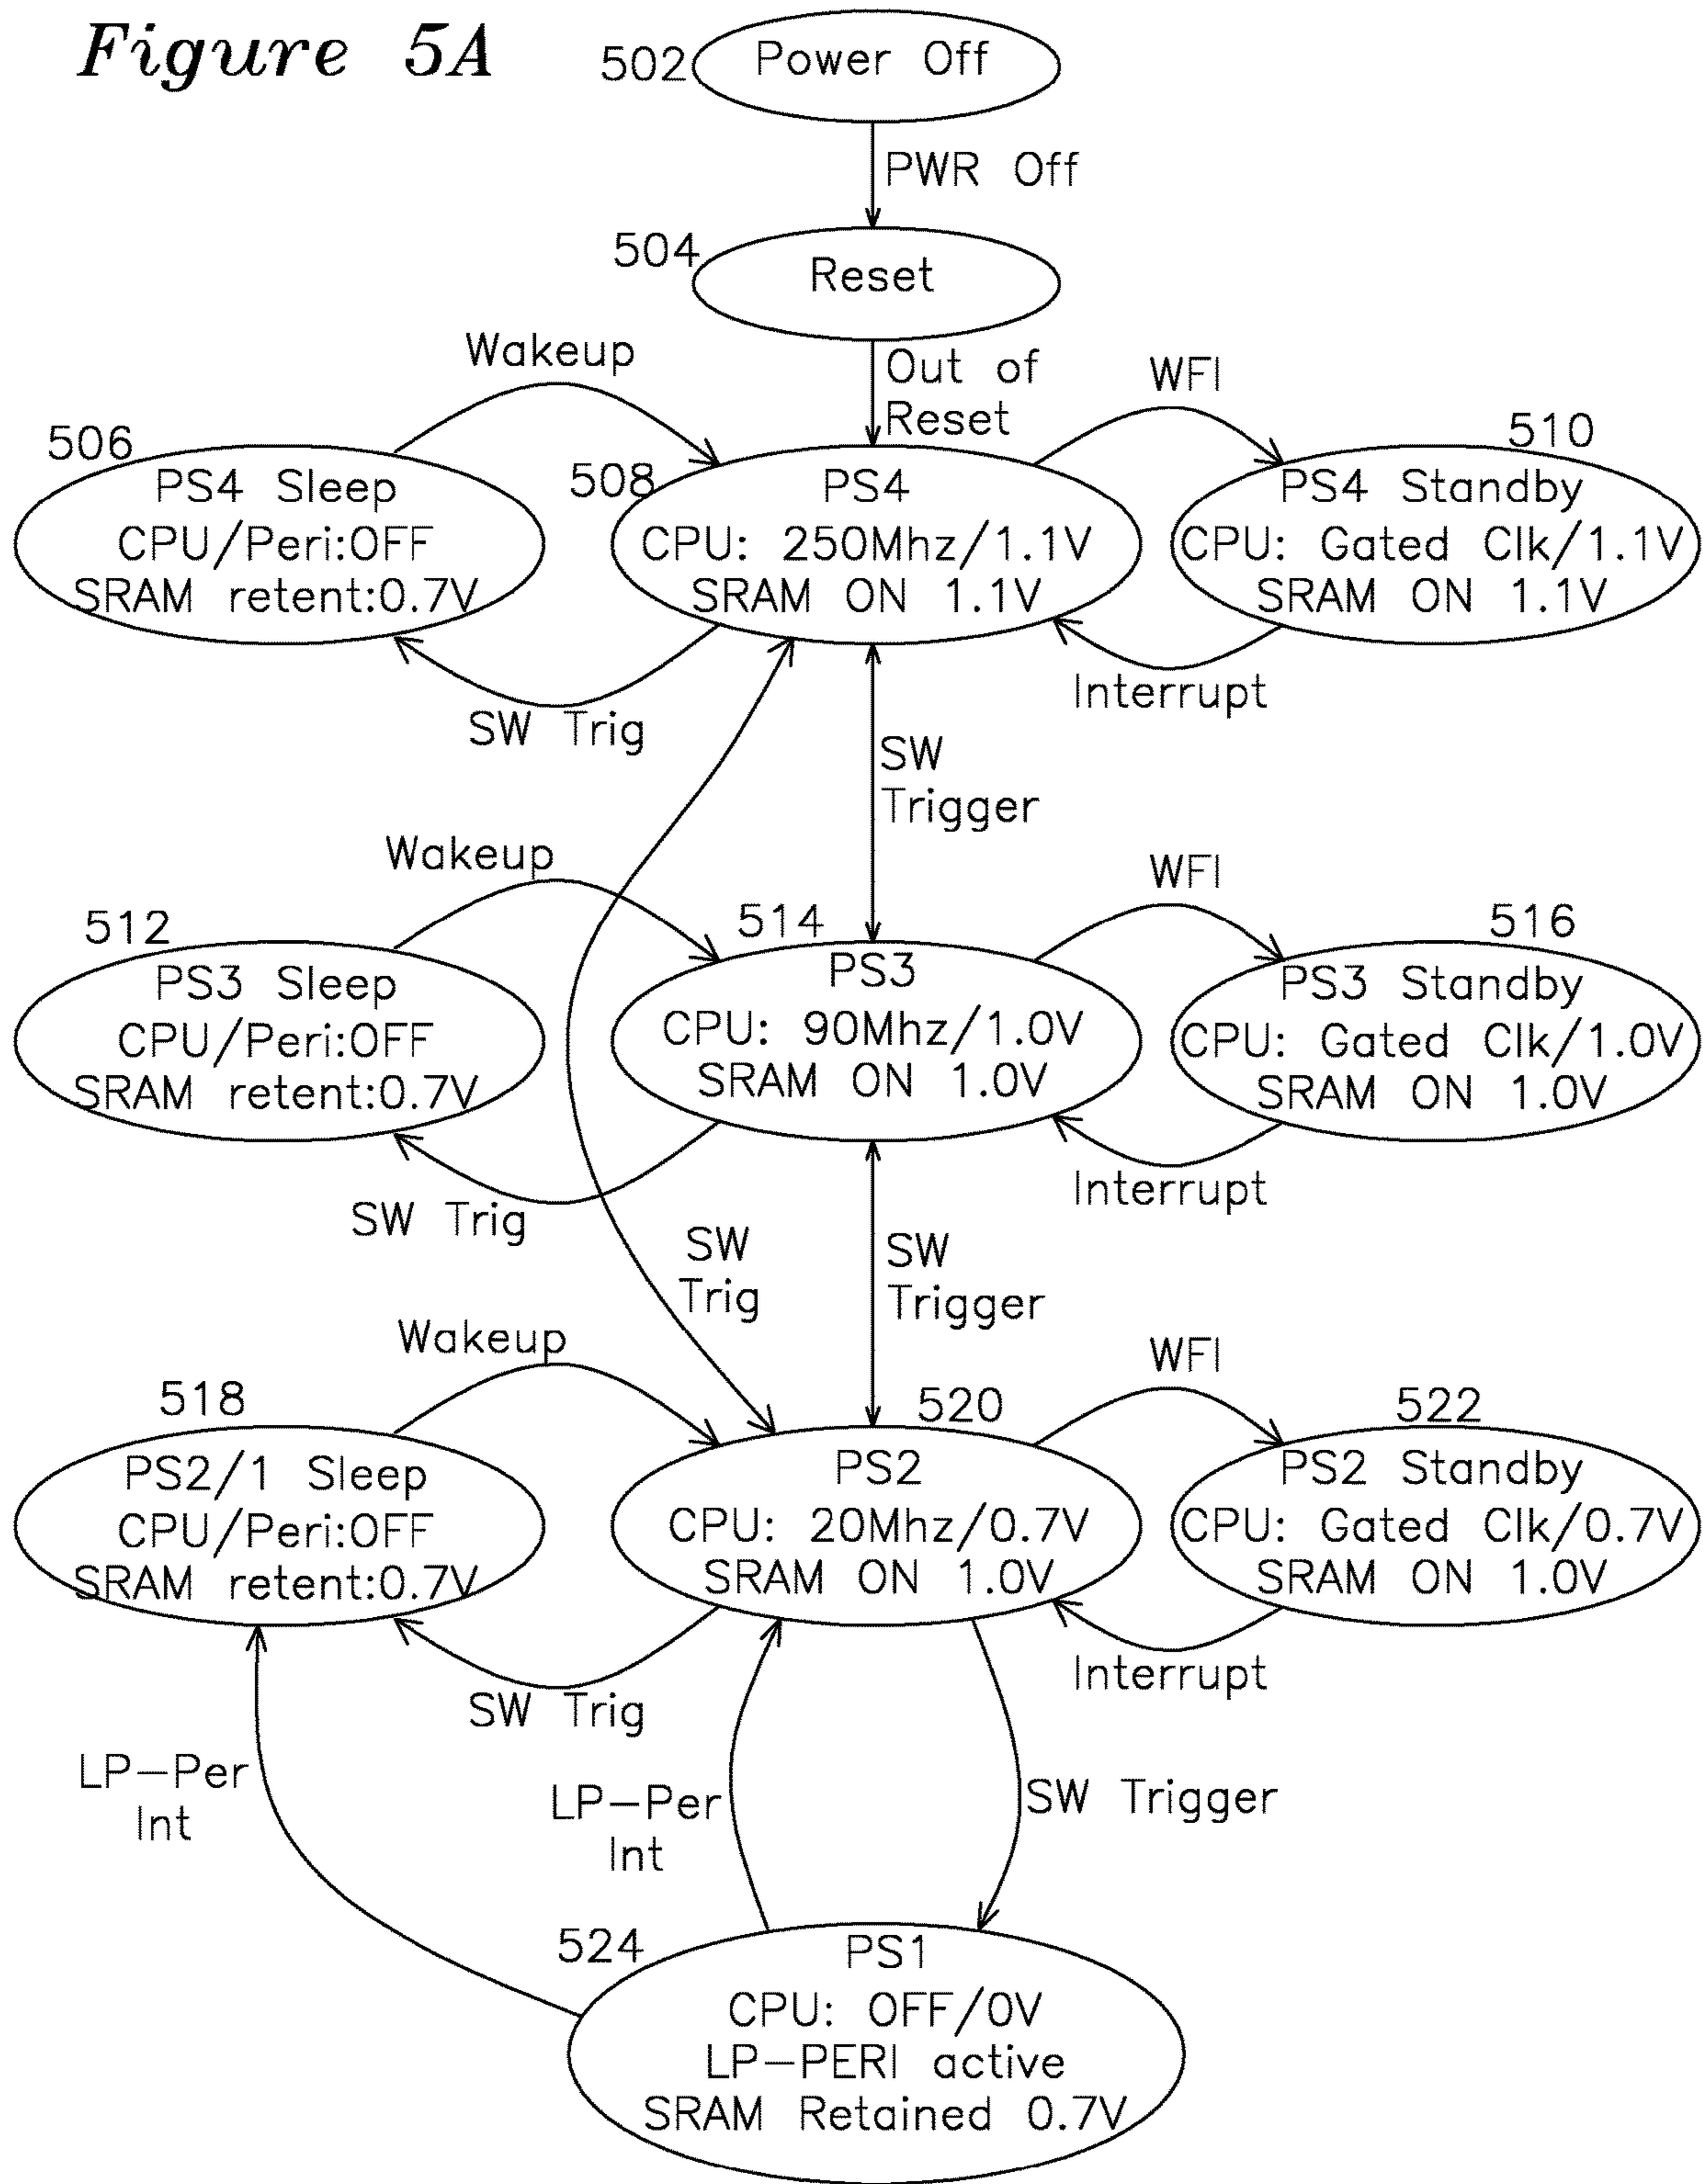 Figure 5A
502
Power Off
PWR Off
504
Reset
Out of
Reset
Wakeup
WFI
506
PS4 Sleep
CPU/Peri:OFF
SRAM retent:0.7V
508
PS4
CPU: 250Mhz/1.1V
SRAM ON 1.1V
510
PS4 Standby
CPU: Gated Clk/1.1V
SRAM ON 1.1V
SW Trig
Interrupt
SW
Trigger
Wakeup
WFI
512
PS3 Sleep
CPU/Peri:OFF
SRAM retent:0.7V
514
PS3
CPU: 90Mhz/1.0V
SRAM ON 1.0V
516
PS3 Standby
CPU: Gated Clk/1.0V
SRAM ON 1.0V
SW Trig
Interrupt
SW
Trig
SW
Trigger
Wakeup
WFI
518
PS2/1 Sleep
CPU/Peri:OFF
SRAM retent:0.7V
520
PS2
CPU: 20Mhz/0.7V
SRAM ON 1.0V
522
PS2 Standby
CPU: Gated Clk/0.7V
SRAM ON 1.0V
SW Trig
Interrupt
LP-Per
Int
LP-Per
Int
SW Trigger
524
PS1
CPU: OFF/0V
LP-PERI active
SRAM Retained 0.7V